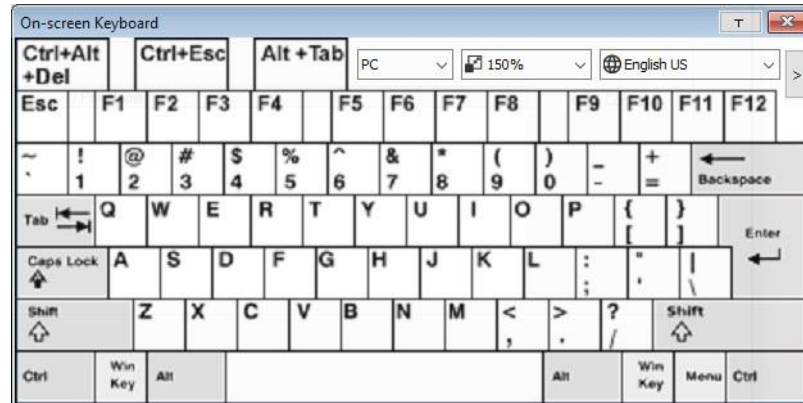 On-screen Keyboard T X
Ctrl+Alt +Del Ctrl+Esc Alt +Tab PC 150% English US >
Esc F1 F2 F3 F4 F5 F6 F7 F8 F9 F10 F11 F12
~ ! @ # $ % ^ & * ( ) _ +
` 1 2 3 4 5 6 7 8 9 0 - = Backspace
Tab Q W E R T Y U I O P { }
[ ] Enter
Caps Lock A S D F G H J K L : " |
; ' \
Shift Z X C V B N M < > ? Shift
, . /
Ctrl Win Key Alt Alt Win Key Menu Ctrl